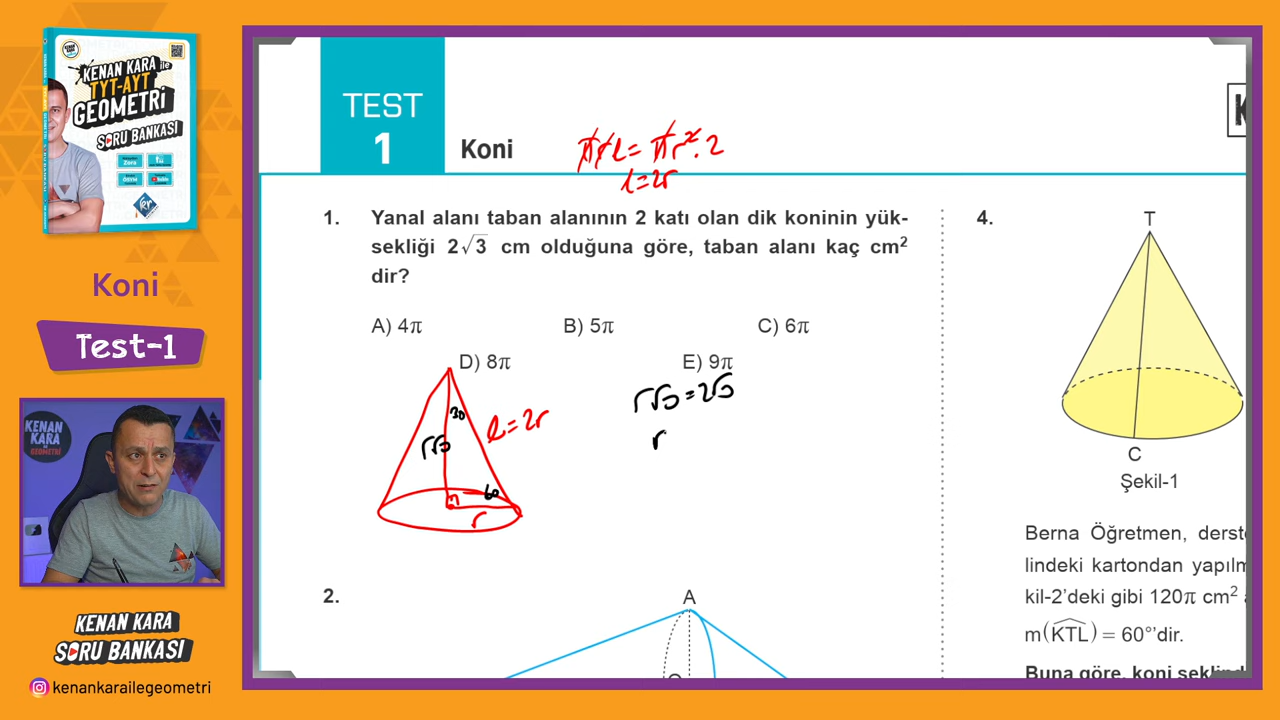 KENAN KARA ile
TYT-AYT
GEOMETRİ
SORU BANKASI
Koni
Test-1
KENAN
KARA
GEOMETRİ
KENAN KARA
SORU BANKASI
kenankarailegeometri
TEST
1
Koni
πrl = πr². 2
l = 2r
1. Yanal alanı taban alanının 2 katı olan dik koninin yük-
sekliği 2√3 cm olduğuna göre, taban alanı kaç cm²
dir?
A) 4π B) 5π C) 6π
D) 8π E) 9π
r√3 = 2√3
r
30
l = 2r
r√3
60
r
2.
A
4.
T
C
Şekil-1
Berna Öğretmen, derst
lindeki kartondan yapılm
kil-2'deki gibi 120π cm²
m(KTL) = 60°'dir.
Buna göre, koni şeklind